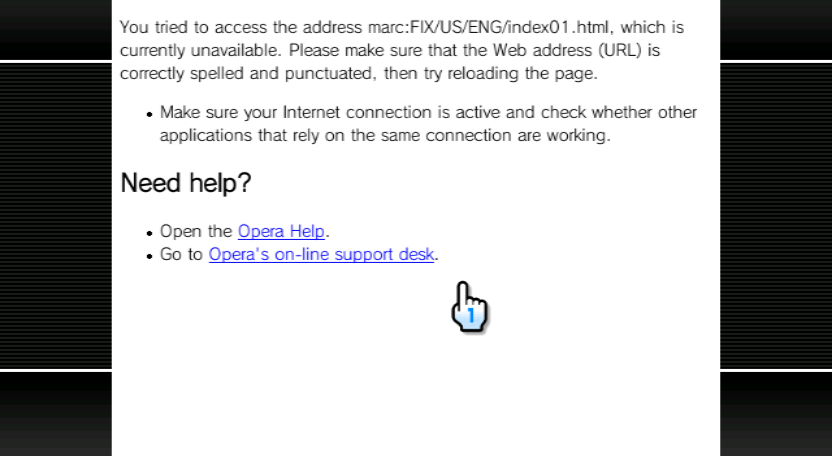 You tried to access the address marc:FIX/US/ENG/index01.html, which is
currently unavailable. Please make sure that the Web address (URL) is
correctly spelled and punctuated, then try reloading the page.
• Make sure your Internet connection is active and check whether other
applications that rely on the same connection are working.
Need help?
• Open the Opera Help.
• Go to Opera's on-line support desk.
1